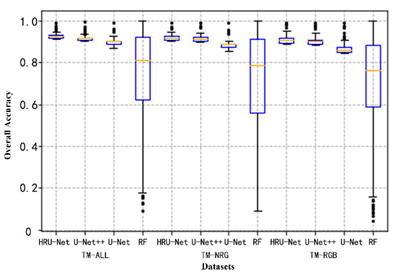 1.0
0.8
0.6
0.4
0.2
0
Overall Accuracy
HRU-Net U-Net++ U-Net RF HRU-Net U-Net++ U-Net RF HRU-Net U-Net++ U-Net RF
TM-ALL TM-NRG TM-RGB
Datasets